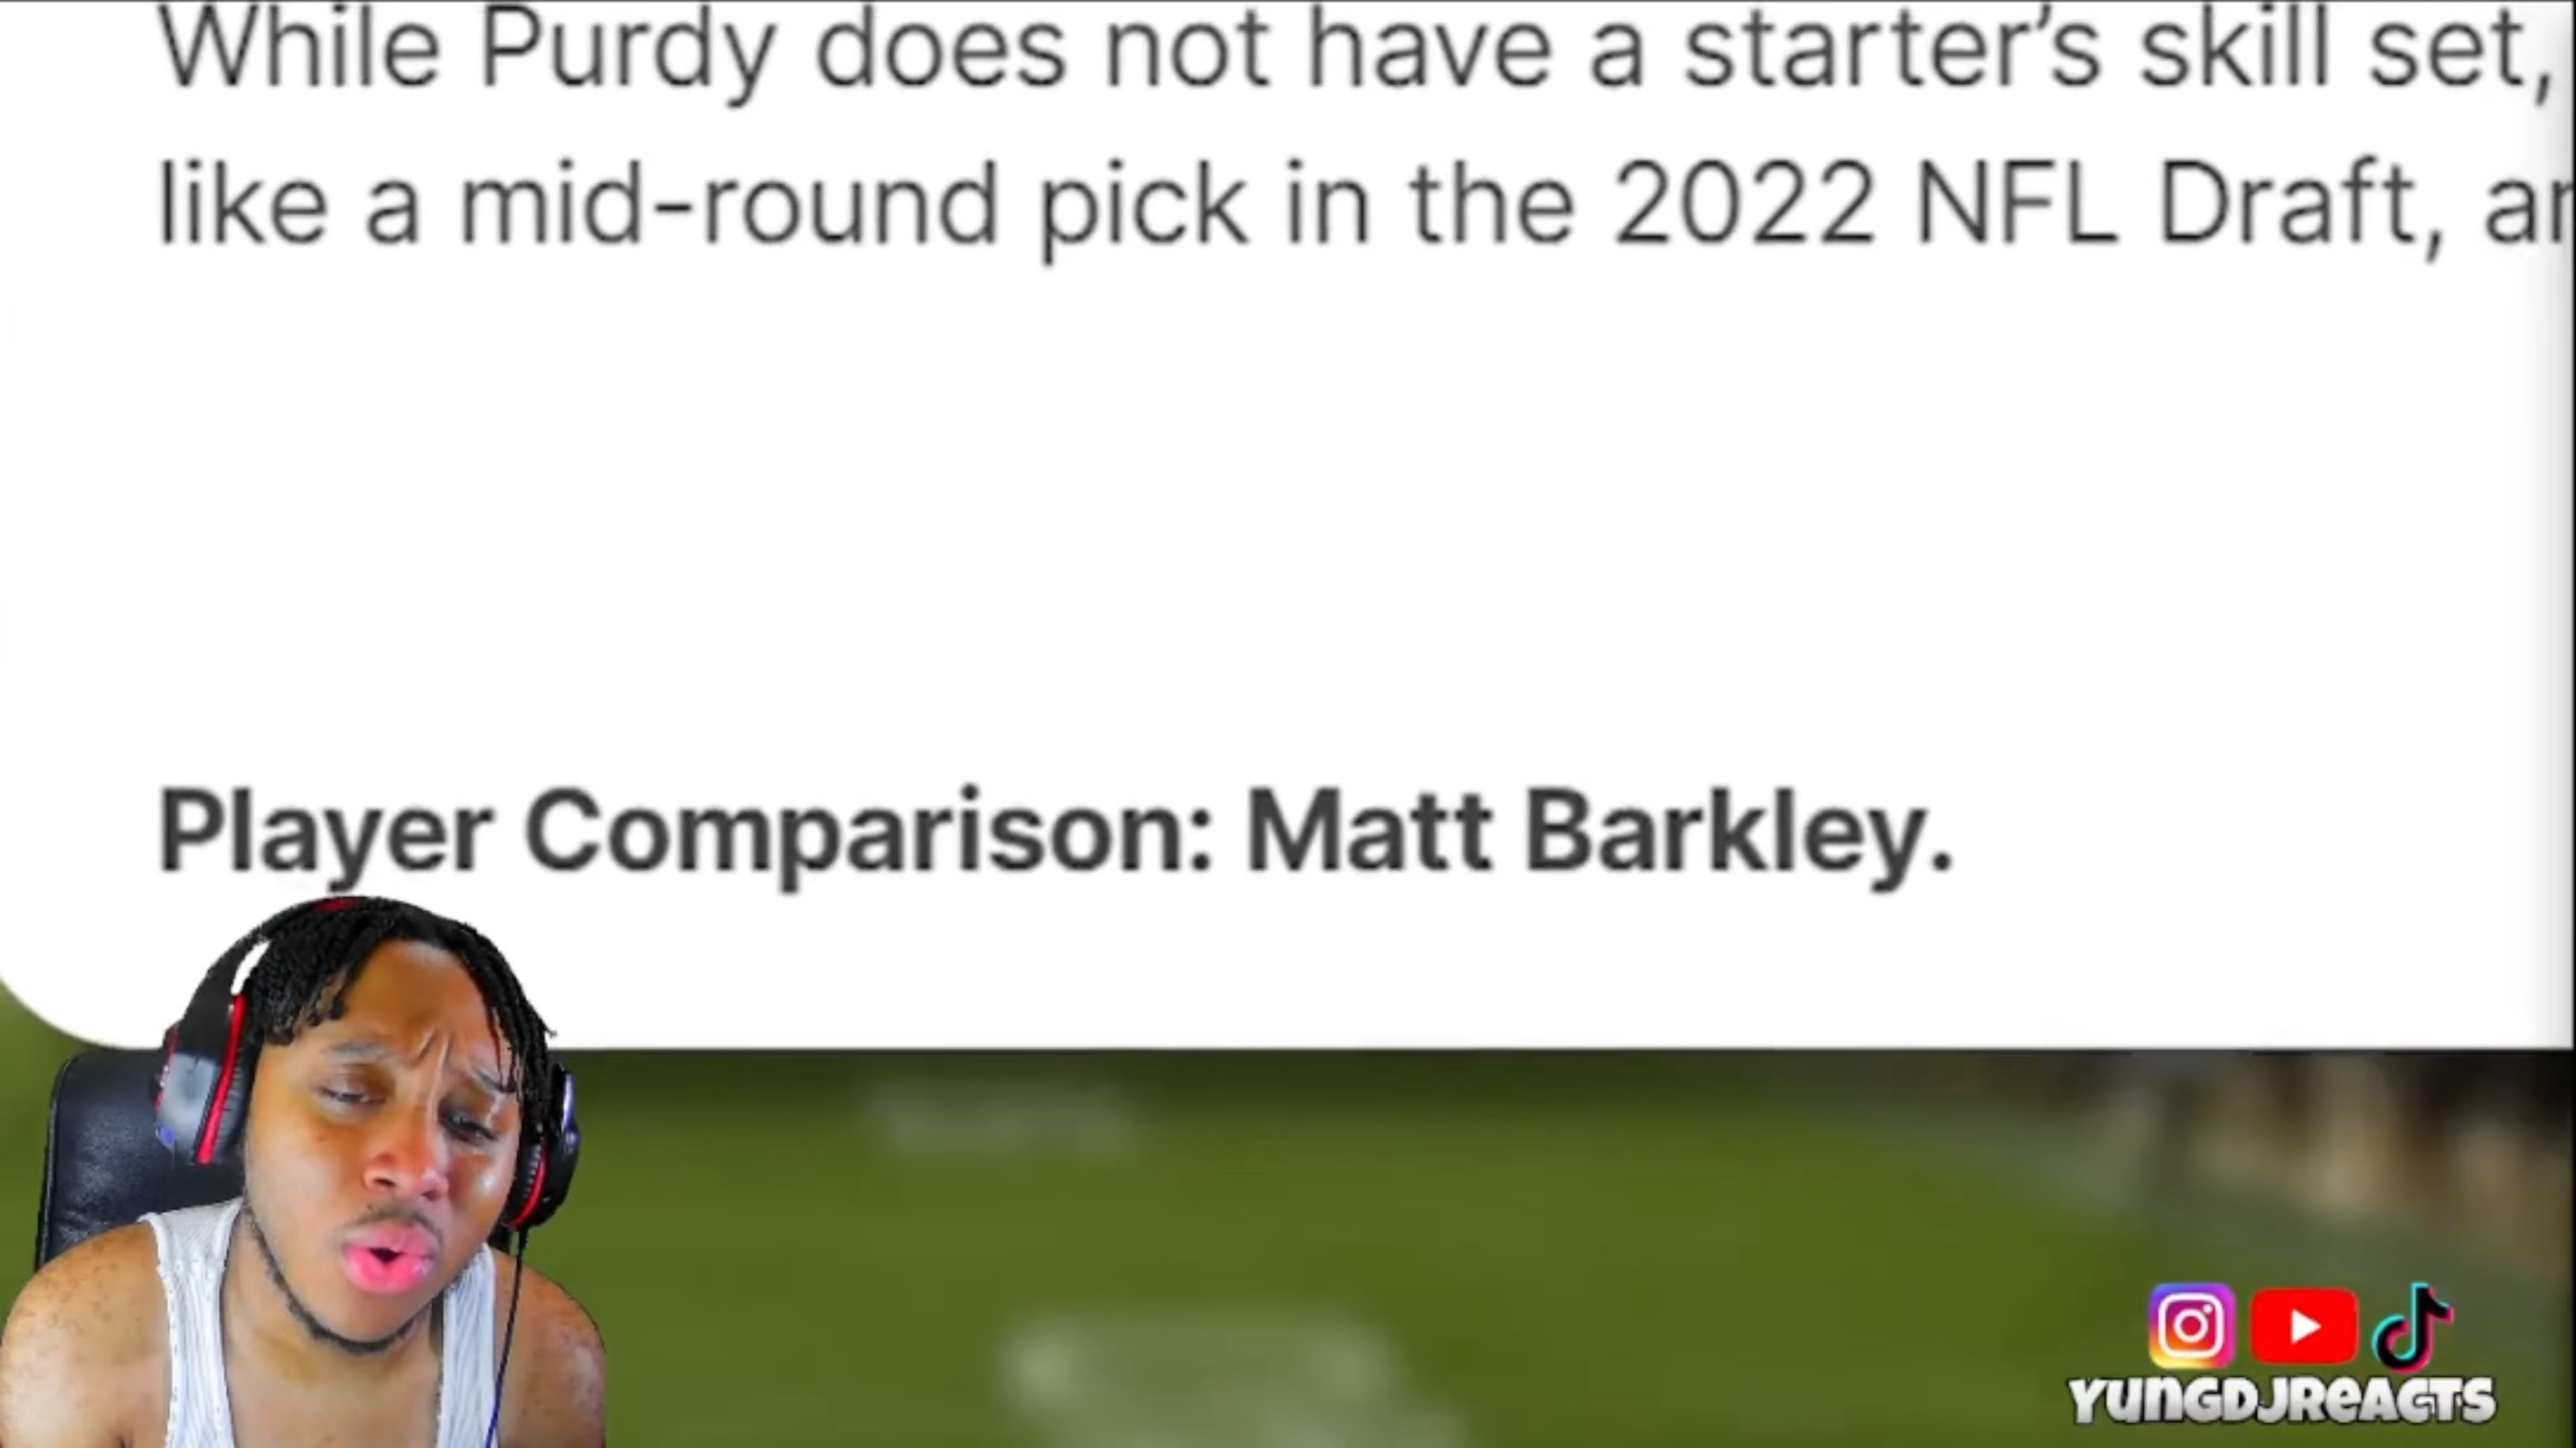 While Purdy does not have a starter’s skill set,
like a mid-round pick in the 2022 NFL Draft,
Player Comparison: Matt Barkley.
YUNGDJREACTS